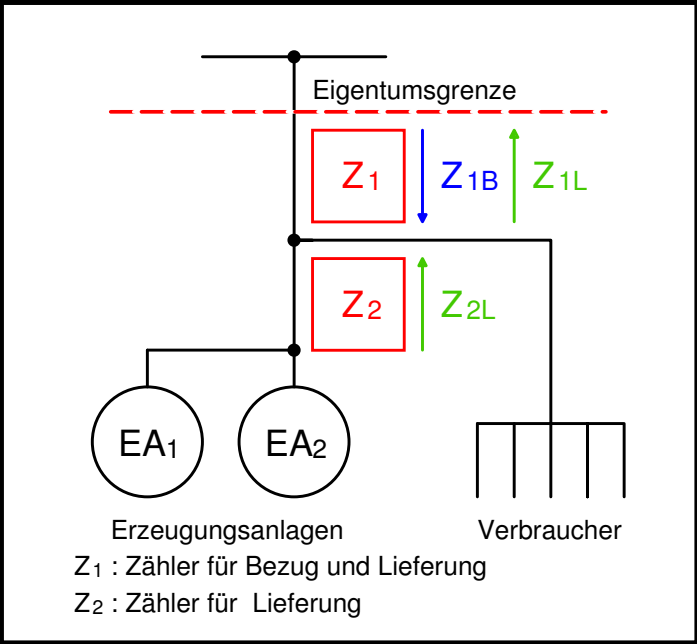 Eigentumsgrenze
Z1 Z1B Z1L
Z2 Z2L
EA1 EA2
Erzeugungsanlagen Verbraucher
Z1 : Zähler für Bezug und Lieferung
Z2 : Zähler für Lieferung